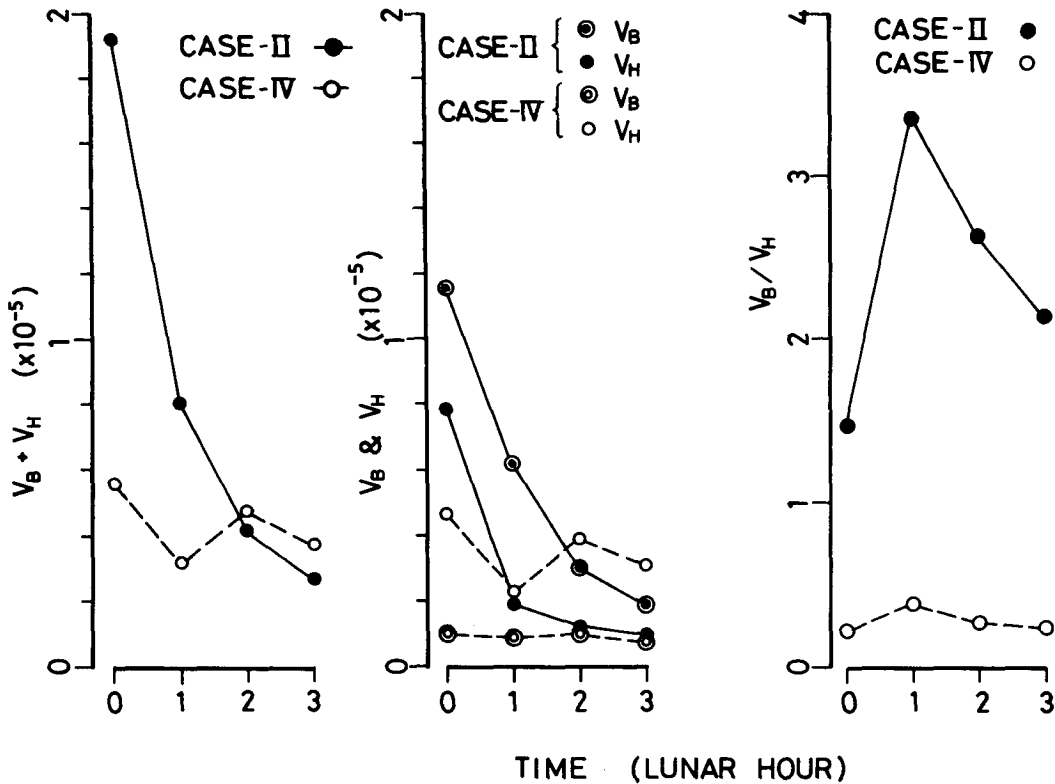 CASE-II
CASE-IV
2
1
0
V_B + V_H (x10^-5)
0 1 2 3
CASE-II { V_B
V_H
CASE-IV { V_B
V_H
2
1
0
V_B & V_H (x10^-5)
0 1 2 3
CASE-II
CASE-IV
4
3
2
1
0
V_B / V_H
0 1 2 3
TIME (LUNAR HOUR)